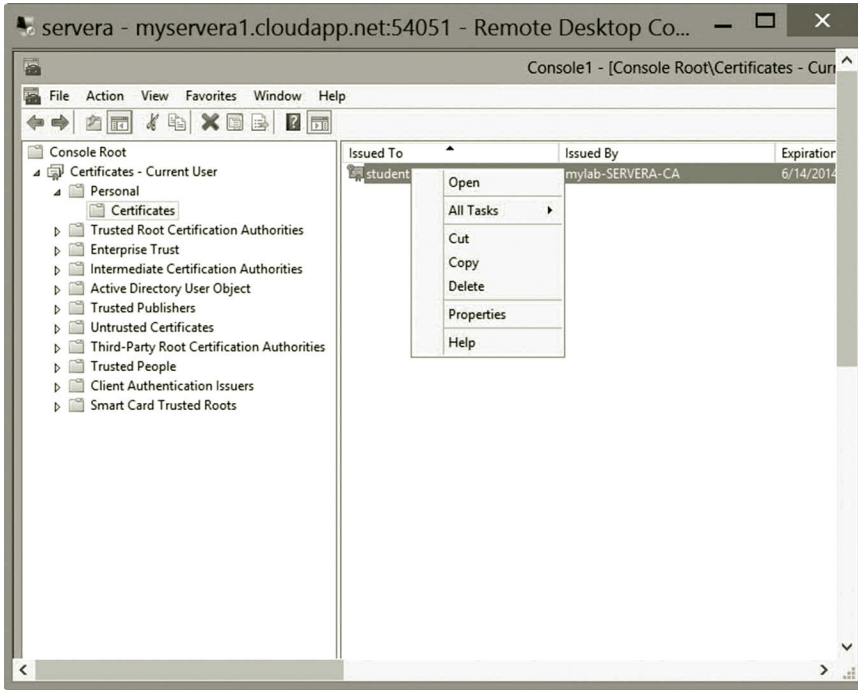 servera - myservera1.cloudapp.net:54051 - Remote Desktop Co...
Console1 - [Console Root\Certificates - Curr
File Action View Favorites Window Help
Console Root
Certificates - Current User
Personal
Certificates
Trusted Root Certification Authorities
Enterprise Trust
Intermediate Certification Authorities
Active Directory User Object
Trusted Publishers
Untrusted Certificates
Third-Party Root Certification Authorities
Trusted People
Client Authentication Issuers
Smart Card Trusted Roots
Issued To Issued By Expiration
student mylab-SERVERA-CA 6/14/2014
Open
All Tasks
Cut
Copy
Delete
Properties
Help